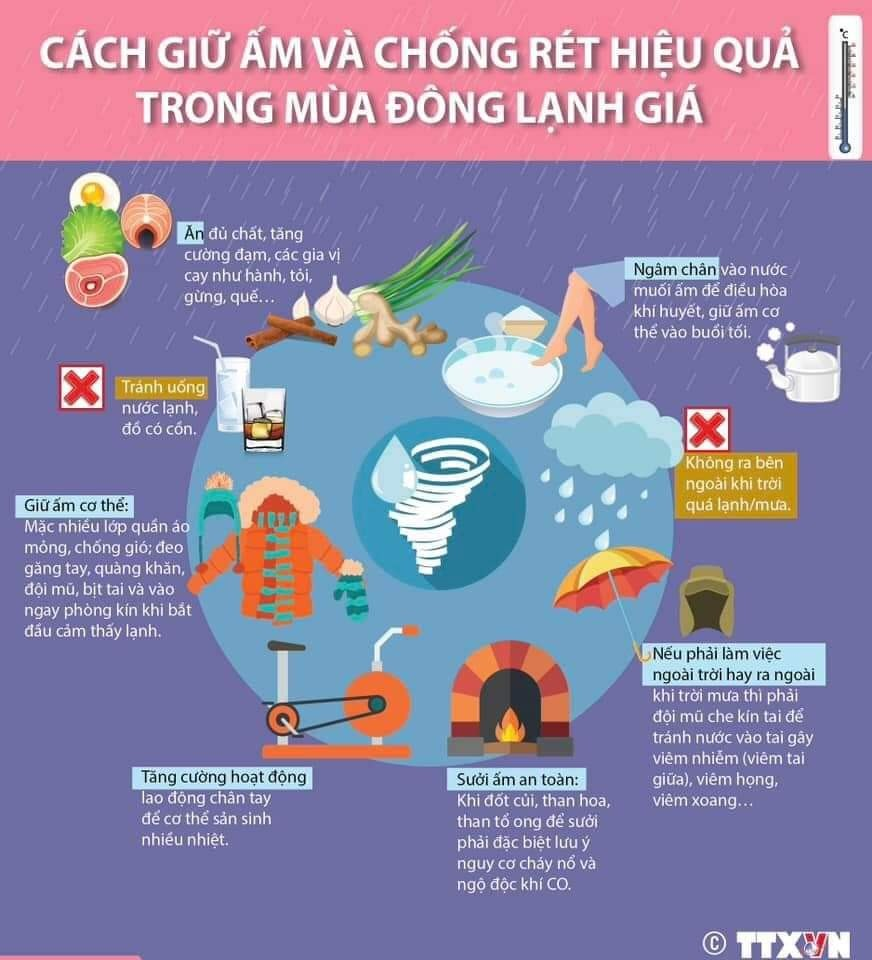 CÁCH GIỮ ẤM VÀ CHỐNG RÉT HIỆU QUẢ
TRONG MÙA ĐÔNG LẠNH GIÁ
°C
Ăn đủ chất, tăng
cường đạm, các gia vị
cay như hành, tỏi,
gừng, quế...
Ngâm chân vào nước
muối ấm để điều hòa
khí huyết, giữ ấm cơ
thể vào buổi tối.
Tránh uống
nước lạnh,
đồ có cồn.
Không ra bên
ngoài khi trời
quá lạnh/mưa.
Giữ ấm cơ thể:
Mặc nhiều lớp quần áo
mỏng, chống gió; đeo
găng tay, quàng khăn,
đội mũ, bịt tai và vào
ngay phòng kín khi bắt
đầu cảm thấy lạnh.
Nếu phải làm việc
ngoài trời hay ra ngoài
khi trời mưa thì phải
đội mũ che kín tai để
tránh nước vào tai gây
viêm nhiễm (viêm tai
giữa), viêm họng,
viêm xoang...
Tăng cường hoạt động
lao động chân tay
để cơ thể sản sinh
nhiều nhiệt.
Sưởi ấm an toàn:
Khi đốt củi, than hoa,
than tổ ong để sưởi
phải đặc biệt lưu ý
nguy cơ cháy nổ và
ngộ độc khí CO.
© TTXVN